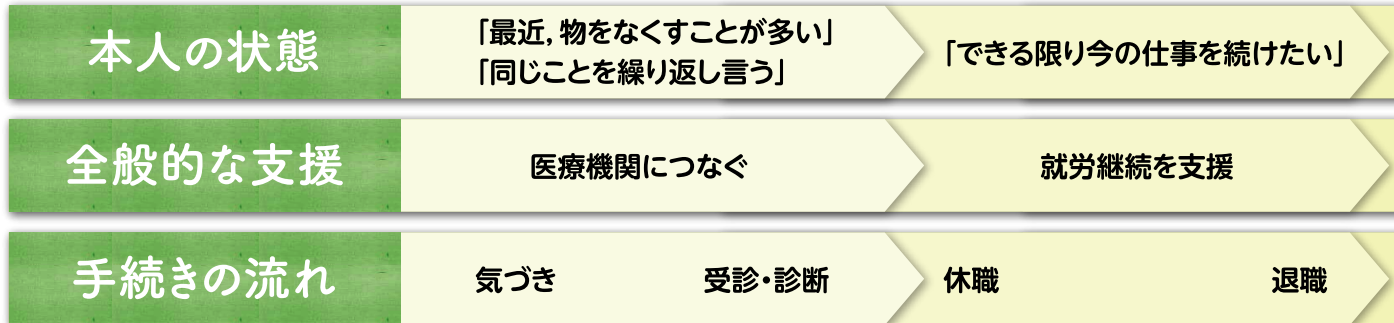 本人の状態
「最近，物をなくすことが多い」
「同じことを繰り返し言う」
「できる限り今の仕事を続けたい」
全般的な支援
医療機関につなぐ
就労継続を支援
手続きの流れ
気づき
受診・診断
休職
退職